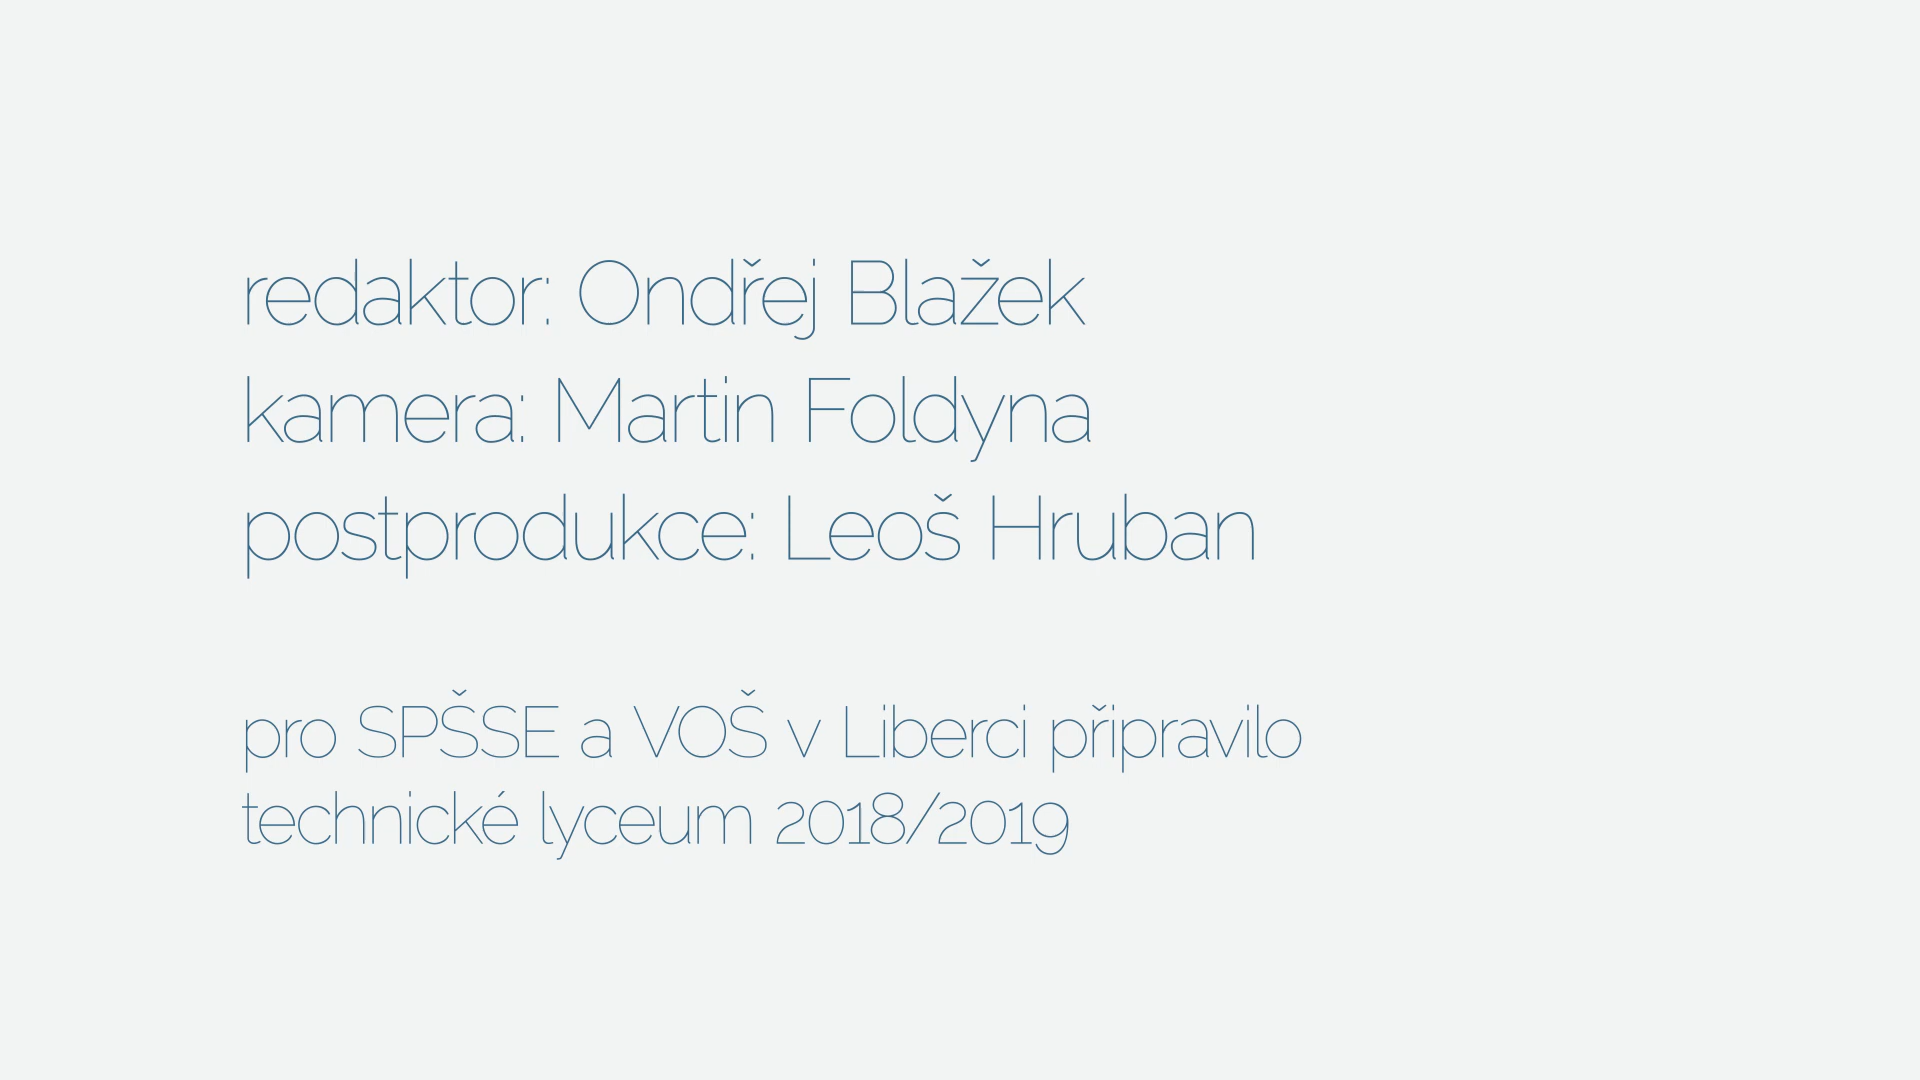 redaktor: Ondřej Blažek
kamera: Martin Foldyna
postprodukce: Leoš Hruban
pro SPŠSE a VOŠ v Liberci připravilo
technické lyceum 2018/2019